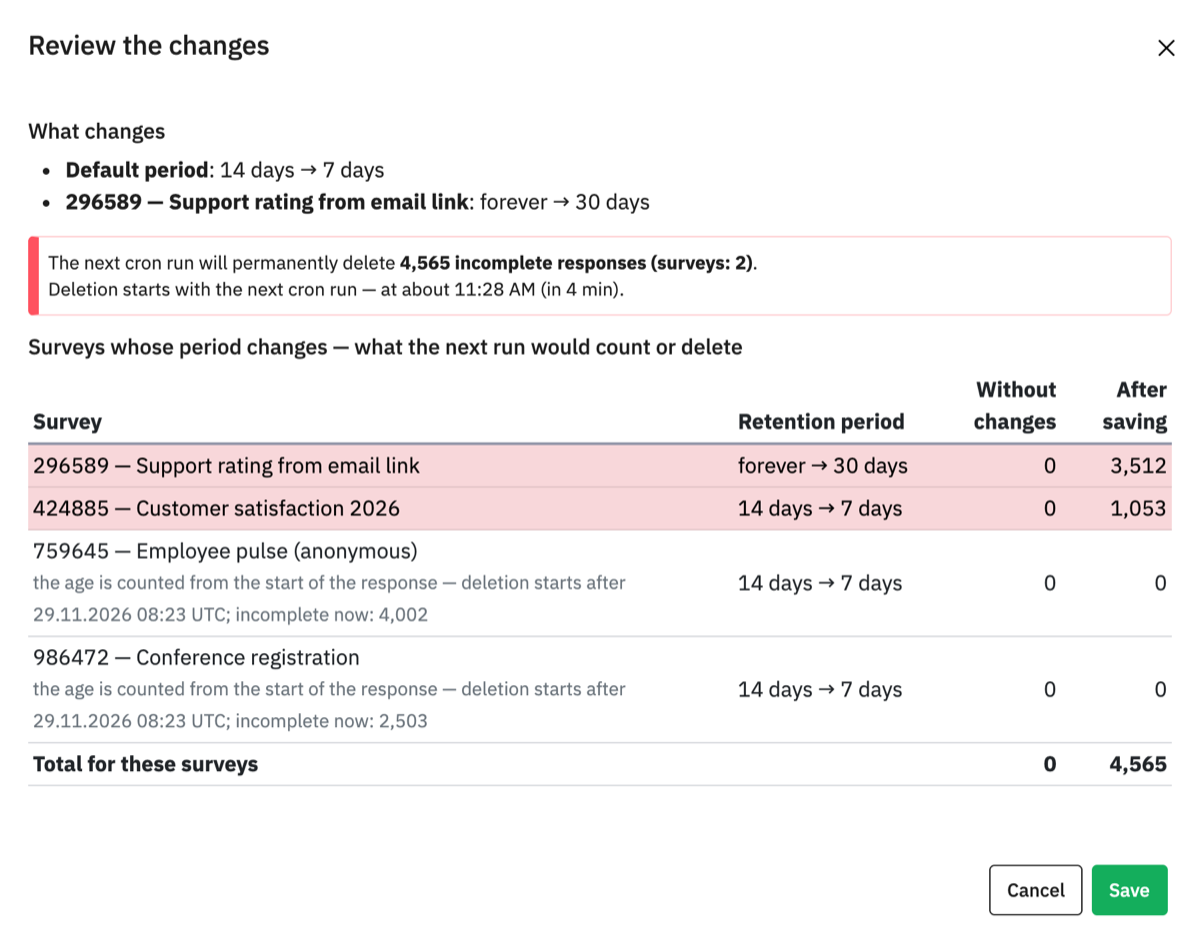 Review the changes
What changes
• Default period: 14 days → 7 days
• 296589 — Support rating from email link: forever → 30 days
The next cron run will permanently delete 4,565 incomplete responses (surveys: 2).
Deletion starts with the next cron run — at about 11:28 AM (in 4 min).
Surveys whose period changes — what the next run would count or delete
Survey Retention period Without changes After saving
296589 — Support rating from email link forever → 30 days 0 3,512
424885 — Customer satisfaction 2026 14 days → 7 days 0 1,053
759645 — Employee pulse (anonymous)
the age is counted from the start of the response — deletion starts after
29.11.2026 08:23 UTC; incomplete now: 4,002
14 days → 7 days 0 0
986472 — Conference registration
the age is counted from the start of the response — deletion starts after
29.11.2026 08:23 UTC; incomplete now: 2,503
14 days → 7 days 0 0
Total for these surveys 0 4,565
Cancel Save